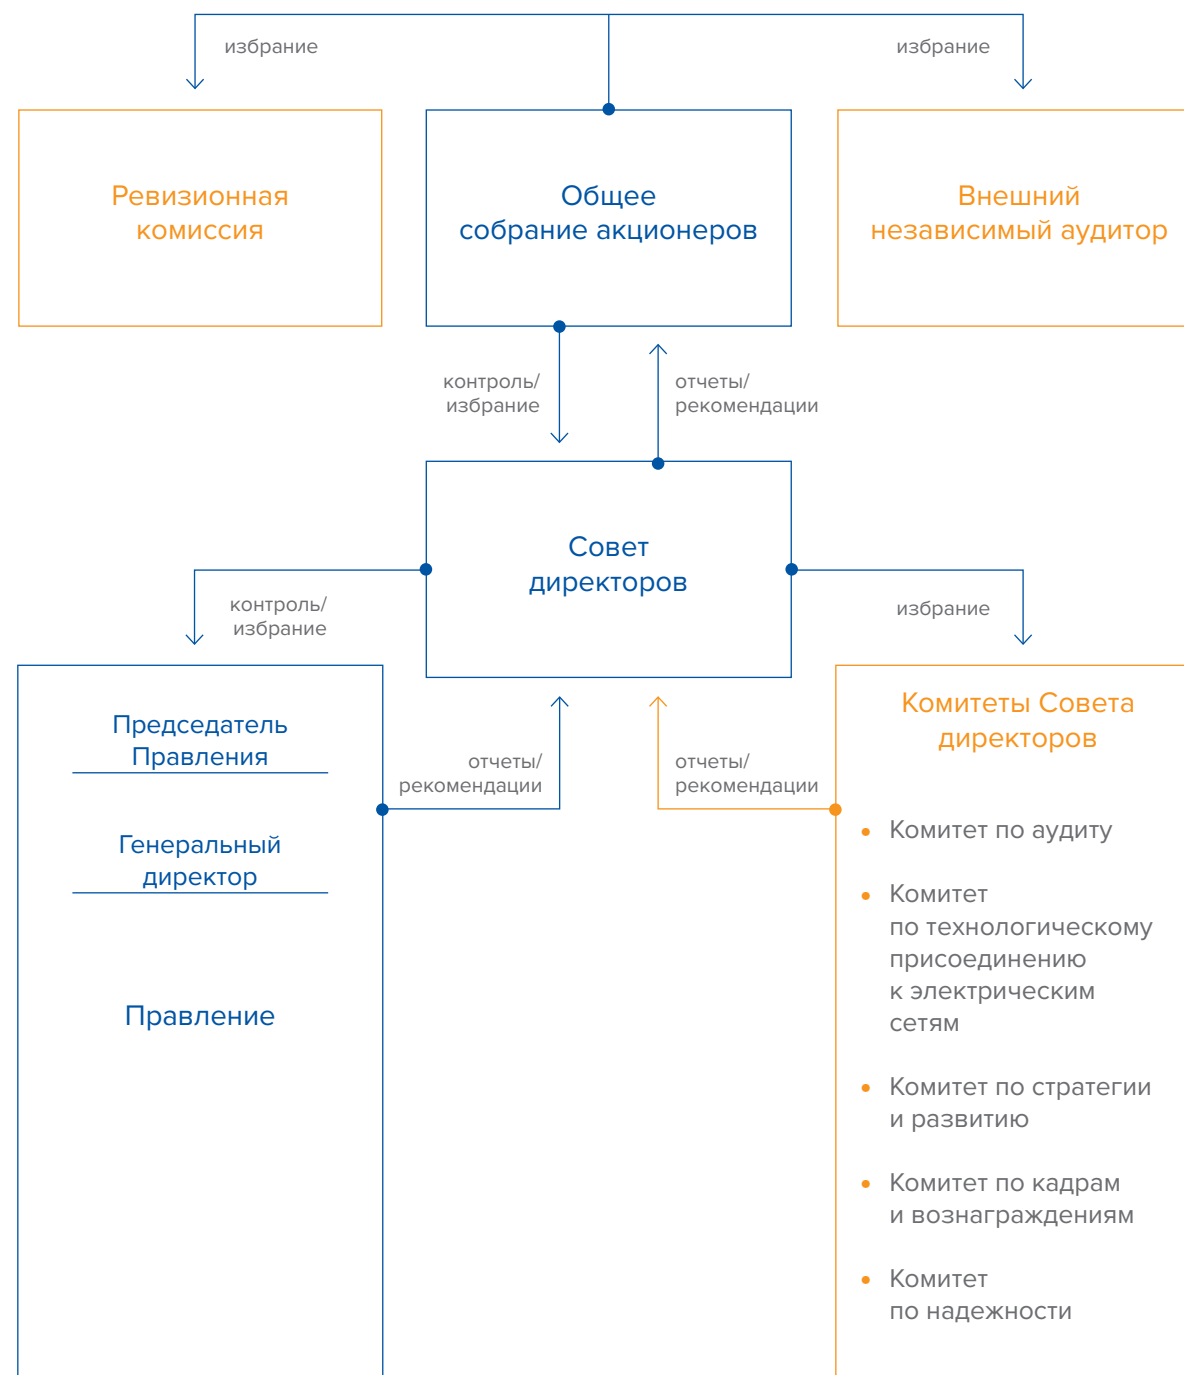 избрание
избрание
Ревизионная
комиссия
Общее
собрание акционеров
Внешний
независимый аудитор
контроль/
избрание
отчеты/
рекомендации
Совет
директоров
контроль/
избрание
избрание
Председатель
Правления
Генеральный
директор
Правление
отчеты/
рекомендации
отчеты/
рекомендации
Комитеты Совета
директоров
• Комитет по аудиту
• Комитет
по технологическому
присоединению
к электрическим
сетям
• Комитет по стратегии
и развитию
• Комитет по кадрам
и вознаграждениям
• Комитет
по надежности